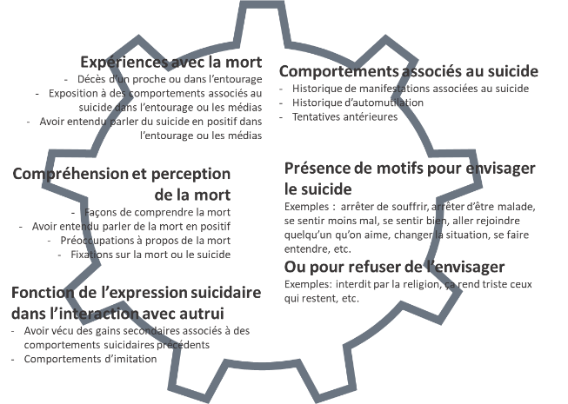 Expériences avec la mort
- Décès d'un proche ou dans l'entourage
- Exposition à des comportements associés au
suicide dans l'entourage ou les médias
- Avoir entendu parler du suicide en positif dans
l'entourage ou les médias
Compréhension et perception
de la mort
- Façons de comprendre la mort
- Avoir entendu parler de la mort en positif
- Préoccupations à propos de la mort
- Fixations sur la mort ou le suicide
Fonction de l'expression suicidaire
dans l'interaction avec autrui
- Avoir vécu des gains secondaires associés à des
comportements suicidaires précédents
- Comportements d'imitation
Comportements associés au suicide
- Historique de manifestations associées au suicide
- Historique d'automutilation
- Tentatives antérieures
Présence de motifs pour envisager
le suicide
Exemples : arrêter de souffrir, arrêter d'être malade,
se sentir moins mal, se sentir bien, aller rejoindre
quelqu'un qu'on aime, changer la situation, se faire
entendre, etc.
Ou pour refuser de l'envisager
Exemples: interdit par la religion, ça rend triste ceux
qui restent, etc.